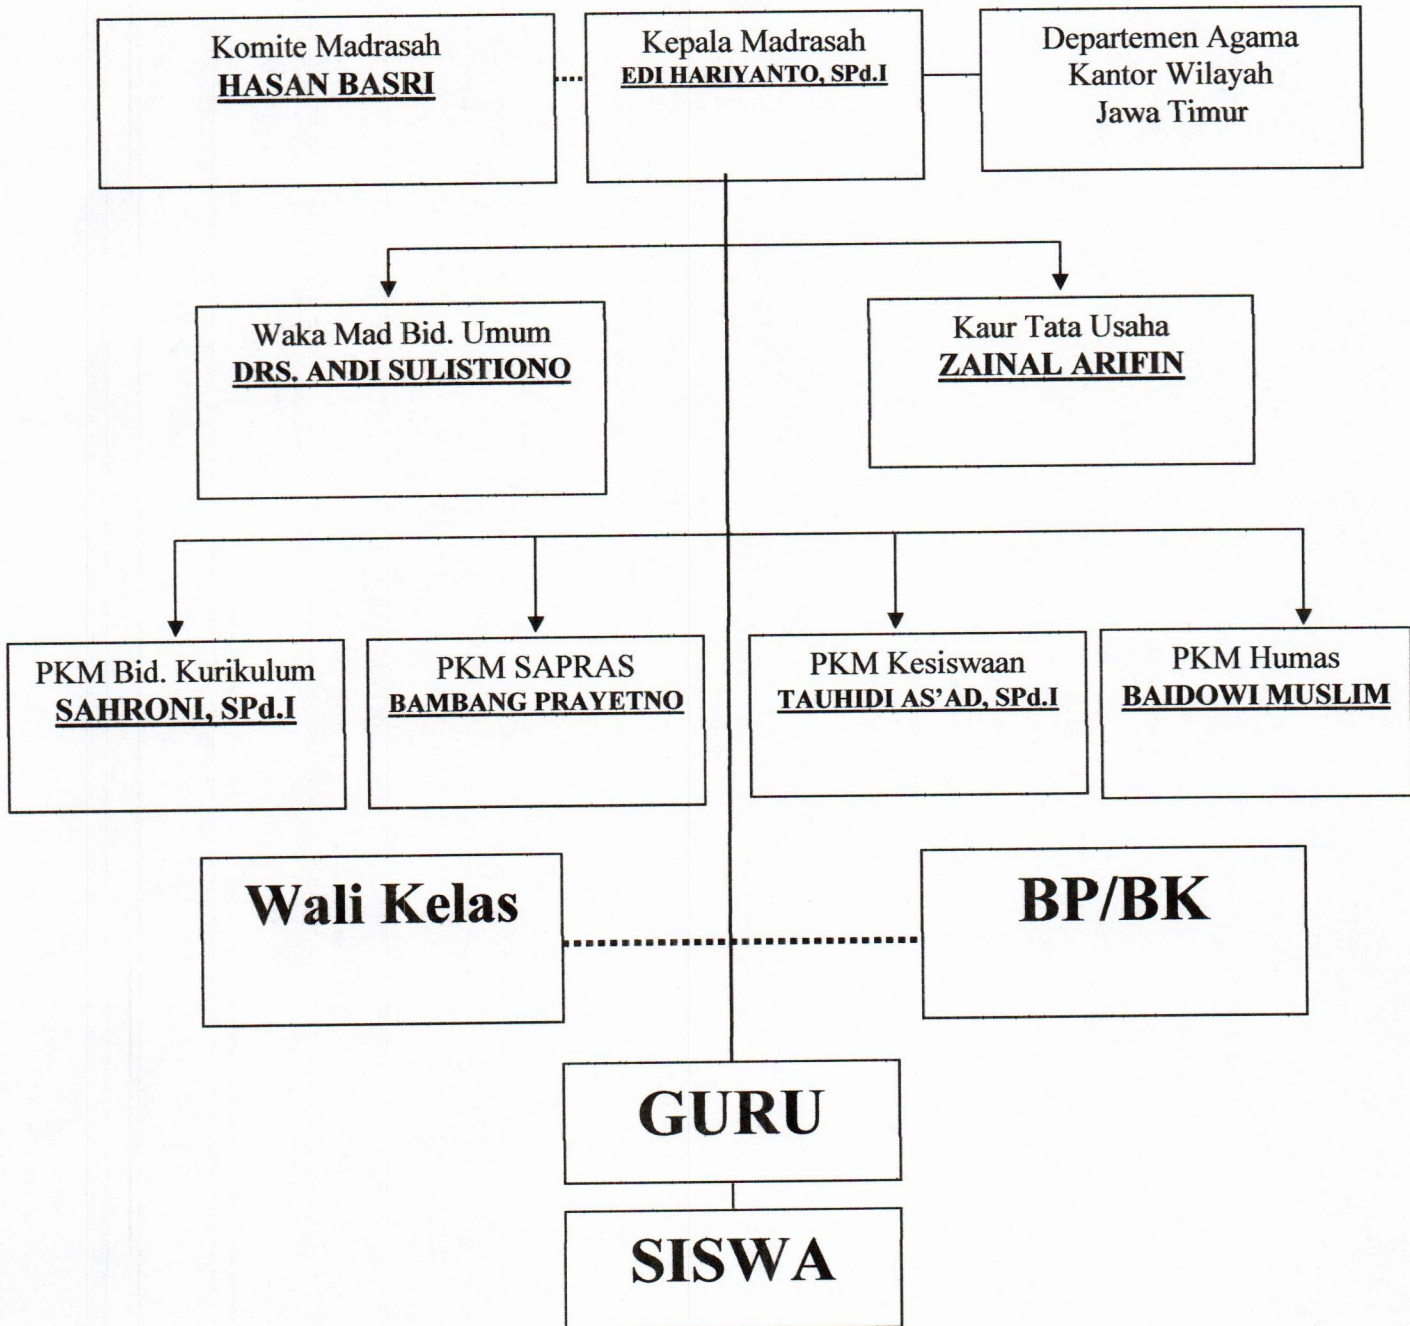 Komite Madrasah
HASAN BASRI
Kepala Madrasah
EDI HARIYANTO, SPd.I
Departemen Agama
Kantor Wilayah
Jawa Timur
Waka Mad Bid. Umum
DRS. ANDI SULISTIONO
Kaur Tata Usaha
ZAINAL ARIFIN
PKM Bid. Kurikulum
SAHRONI, SPd.I
PKM SAPRAS
BAMBANG PRAYETNO
PKM Kesiswaan
TAUHIDI AS’AD, SPd.I
PKM Humas
BAIDOWI MUSLIM
Wali Kelas
BP/BK
GURU
SISWA